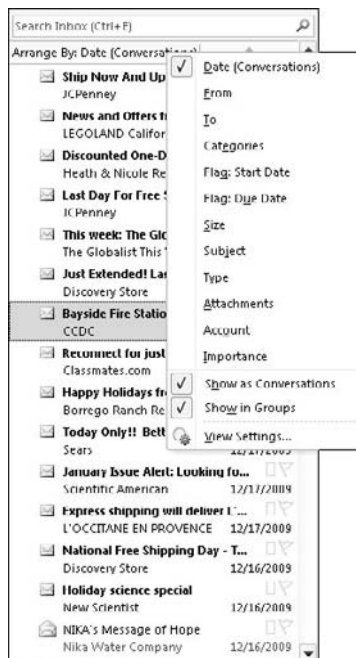 Search Inbox (Ctrl+E)
Arrange By: Date (Conversations)
Ship Now And Up
JCPenney
News and Offers f
LEGOLAND Califor
Discounted One-D
Heath & Nicole Re
Last Day For Free S
JCPenney
This week: The Glo
The Globalist This
Just Extended! Las
Discovery Store
Bayside Fire Statio
CCDC
Reconnect for just
Classmates.com
Happy Holidays fr
Borrego Ranch Re
Today Only!! Bett
Sears 12/17/2009
January Issue Alert: Looking fo...
Scientific American 12/17/2009
Express shipping will deliver L'...
L'OCCITANE EN PROVENCE 12/17/2009
National Free Shipping Day - T...
Discovery Store 12/16/2009
Holiday science special
New Scientist 12/16/2009
NIKA's Message of Hope
Nika Water Company 12/16/2009
Date (Conversations)
From
To
Categories
Flag: Start Date
Flag: Due Date
Size
Subject
Type
Attachments
Account
Importance
Show as Conversations
Show in Groups
View Settings...